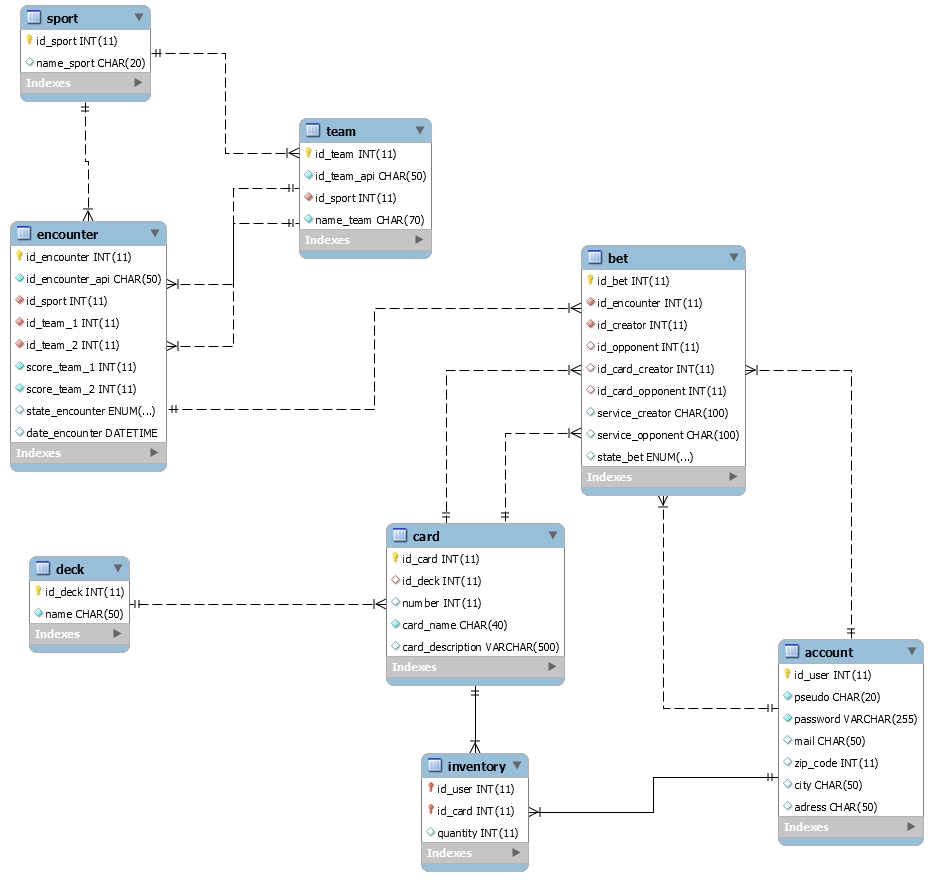 sport
id_sport INT(11)
name_sport CHAR(20)
Indexes
team
id_team INT(11)
id_team_api CHAR(50)
id_sport INT(11)
name_team CHAR(70)
Indexes
encounter
id_encounter INT(11)
id_encounter_api CHAR(50)
id_sport INT(11)
id_team_1 INT(11)
id_team_2 INT(11)
score_team_1 INT(11)
score_team_2 INT(11)
state_encounter ENUM(...)
date_encounter DATETIME
Indexes
bet
id_bet INT(11)
id_encounter INT(11)
id_creator INT(11)
id_opponent INT(11)
id_card_creator INT(11)
id_card_opponent INT(11)
service_creator CHAR(100)
service_opponent CHAR(100)
state_bet ENUM(...)
Indexes
deck
id_deck INT(11)
name CHAR(50)
Indexes
card
id_card INT(11)
id_deck INT(11)
number INT(11)
card_name CHAR(40)
card_description VARCHAR(500)
Indexes
account
id_user INT(11)
pseudo CHAR(20)
password VARCHAR(255)
mail CHAR(50)
zip_code INT(11)
city CHAR(50)
adress CHAR(50)
Indexes
inventory
id_user INT(11)
id_card INT(11)
quantity INT(11)
Indexes